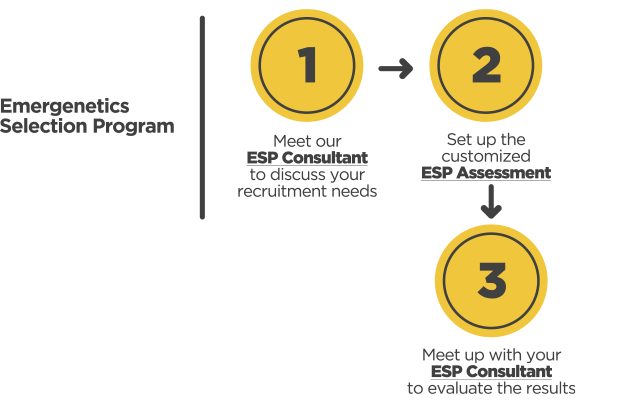 Emergenetics
Selection Program
1
Meet our
ESP Consultant
to discuss your
recruitment needs
2
Set up the
customized
ESP Assessment
3
Meet up with your
ESP Consultant
to evaluate the results